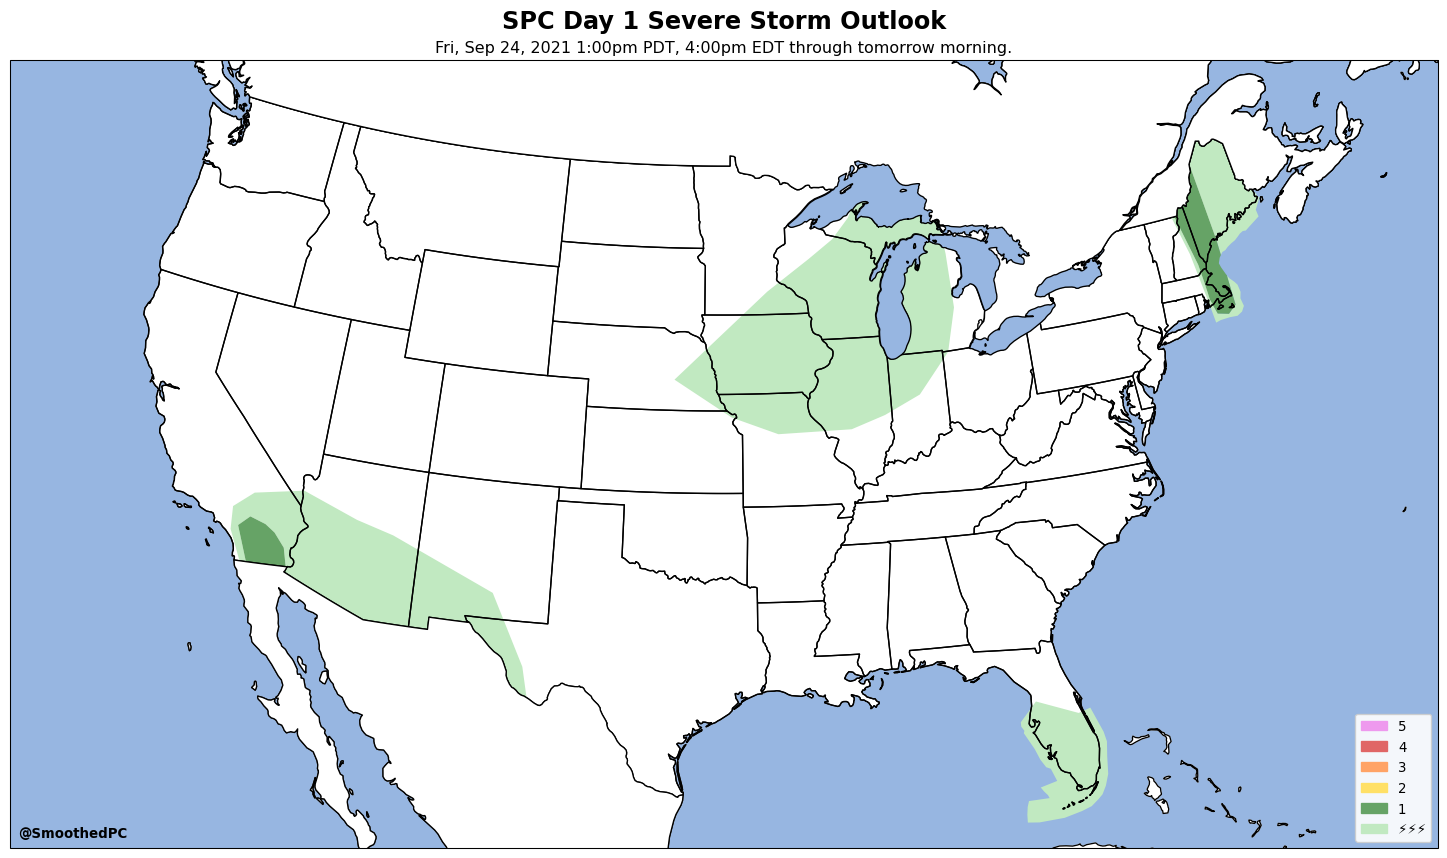 SPC Day 1 Severe Storm Outlook
Fri, Sep 24, 2021 1:00pm PDT, 4:00pm EDT through tomorrow morning.
5
4
3
2
1
⚡⚡⚡
@SmoothedPC